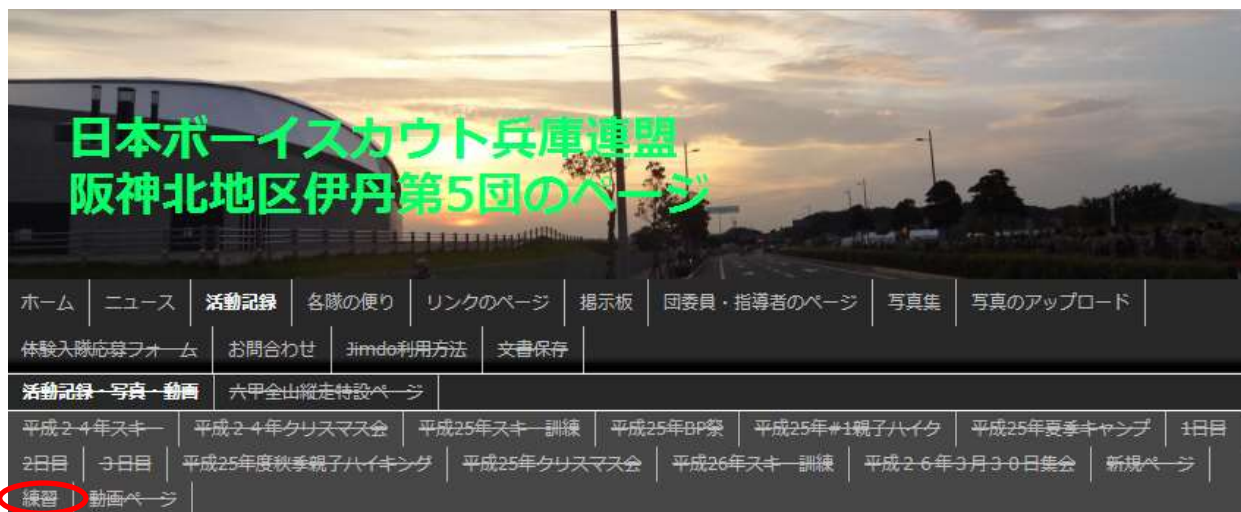 日本ボーイスカウト兵庫連盟
阪神北地区伊丹第5団のページ
ホーム ニュース 活動記録 各隊の便り リンクのページ 掲示板 団委員・指導者のページ 写真集 写真のアップロード
体験入隊応募フォーム お問合わせ Jimdo利用方法 文書保存
活動記録・写真・動画 六甲全山縦走特設ページ
平成24年スキー 平成24年クリスマス会 平成25年スキー訓練 平成25年BP祭 平成25年#1親子ハイク 平成25年夏季キャンプ 1日目
2日目 3日目 平成25年度秋季親子ハイキング 平成25年クリスマス会 平成26年スキー訓練 平成26年3月30日集会 新規ページ
練習 動画ページ